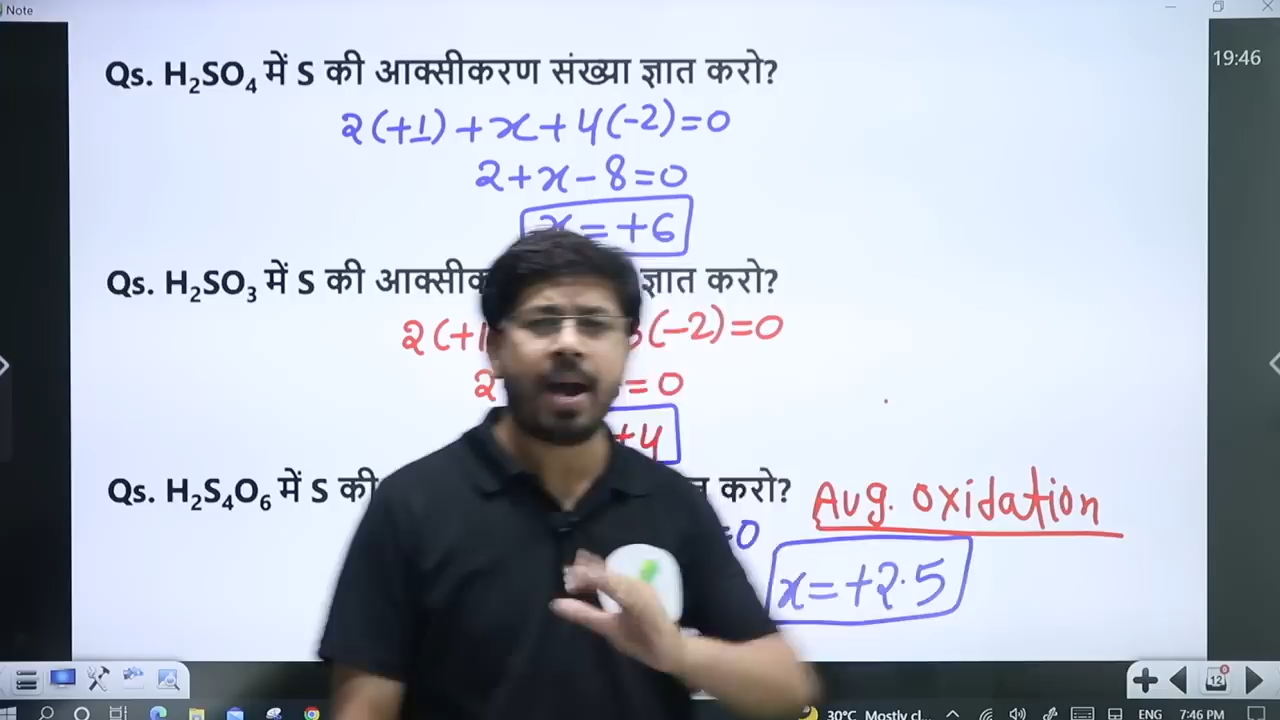 Note
19:46
Qs. H₂SO₄ में S की आक्सीकरण संख्या ज्ञात करो?
2(+1)+x+4(-2)=0
2+x-8=0
x=+6
Qs. H₂SO₃ में S की ज्ञात करो?
2(+1 (-2)=0
2 =0
+4
Qs. H₂S₄O₆ में S की करो?
Avg. oxidation
=0
x=+2.5
12
30°C Mostly cl...
ENG
7:46 PM